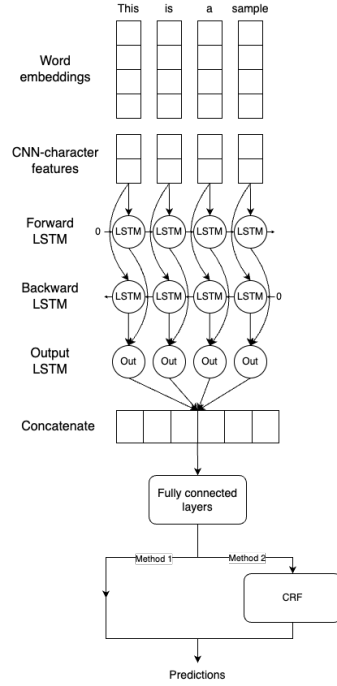 This is a sample
Word
embeddings
CNN-character
features
Forward
LSTM
0 LSTM LSTM LSTM LSTM
Backward
LSTM
LSTM LSTM LSTM LSTM 0
Output
LSTM
Out Out Out Out
Concatenate
Fully connected
layers
Method 1 Method 2
CRF
Predictions